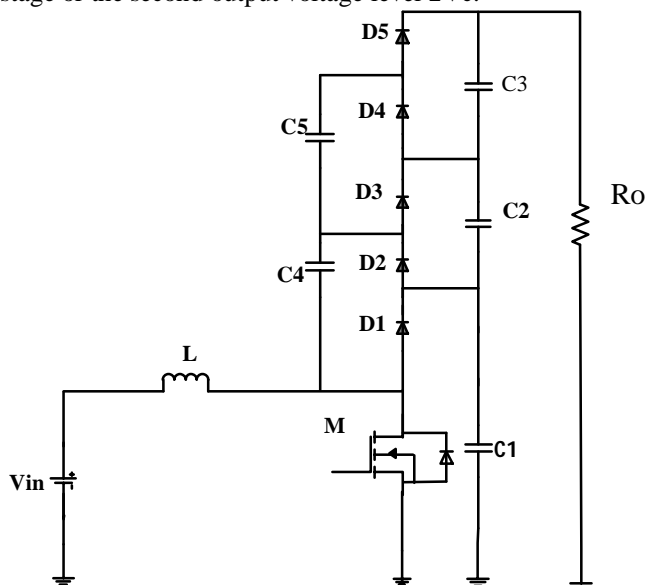 stage of the second output voltage level 2Vc.
D5
C3
D4
C5
D3
Ro
C2
D2
C4
D1
L
M
C1
Vin